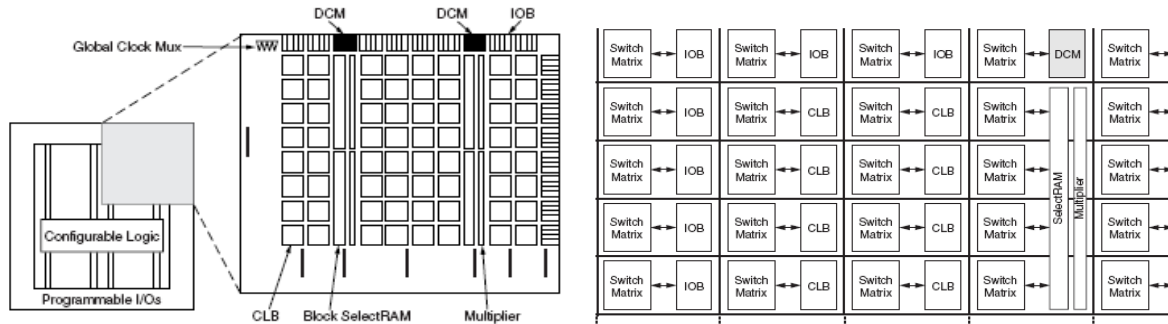 DCM DCM IOB
Global Clock Mux
Configurable Logic
Programmable I/Os
CLB Block SelectRAM Multiplier
Switch Matrix IOB Switch Matrix IOB Switch Matrix IOB Switch Matrix DCM Switch Matrix
Switch Matrix IOB Switch Matrix CLB Switch Matrix CLB Switch Matrix Switch Matrix
Switch Matrix IOB Switch Matrix CLB Switch Matrix CLB Switch Matrix Switch Matrix
Switch Matrix IOB Switch Matrix CLB Switch Matrix CLB Switch Matrix Switch Matrix
Switch Matrix IOB Switch Matrix CLB Switch Matrix CLB Switch Matrix Switch Matrix
SelectRAM
Multiplier